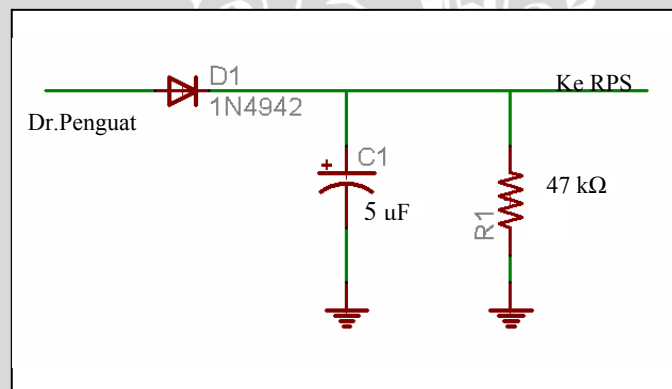 D1
1N4942
Ke RPS
Dr.Penguat
+
C1
5 uF
47 kΩ
R1